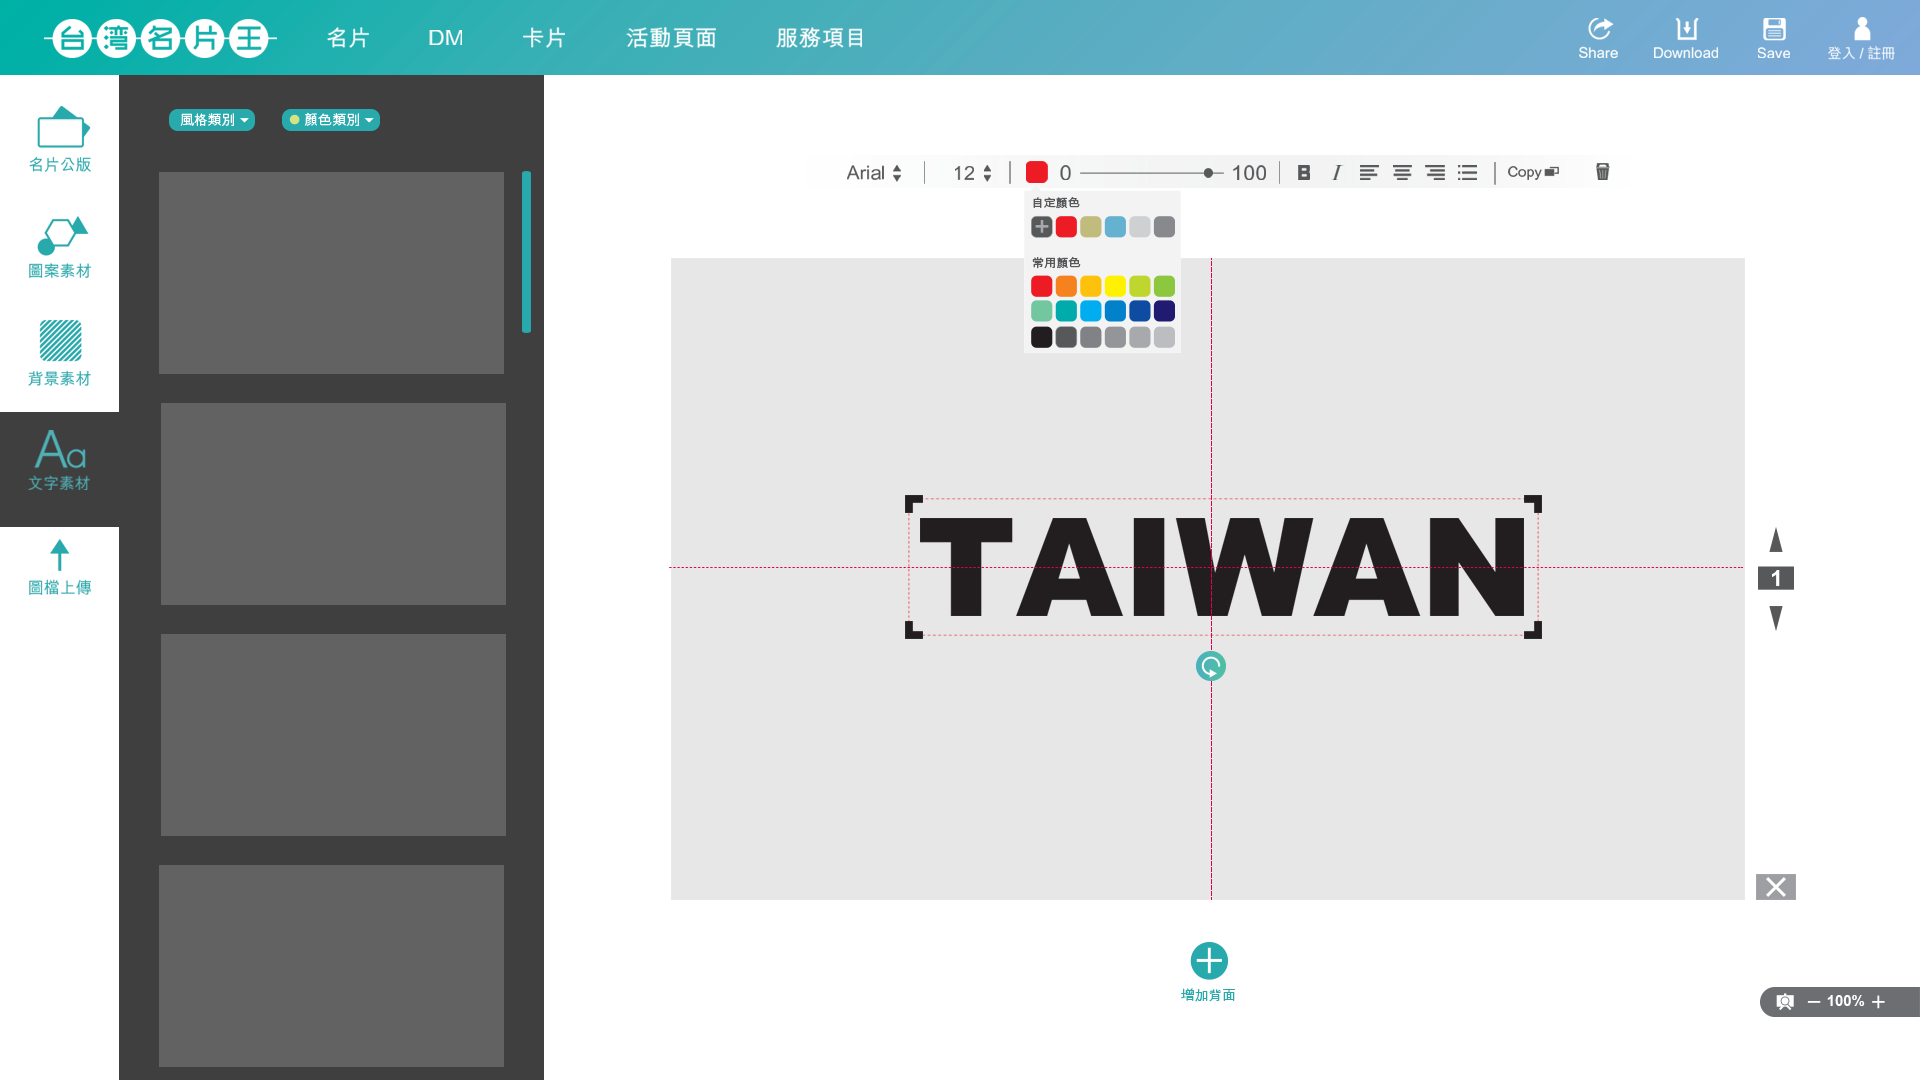 台湾名片王
名片
DM
卡片
活動頁面
服務項目
Share
Download
Save
登入 / 註冊
名片公版
圖案素材
背景素材
Aa
文字素材
圖檔上傳
風格類別
顏色類別
Arial
12
0
100
B
I
Copy
自定顏色
常用顏色
TAIWAN
1
增加背面
100%